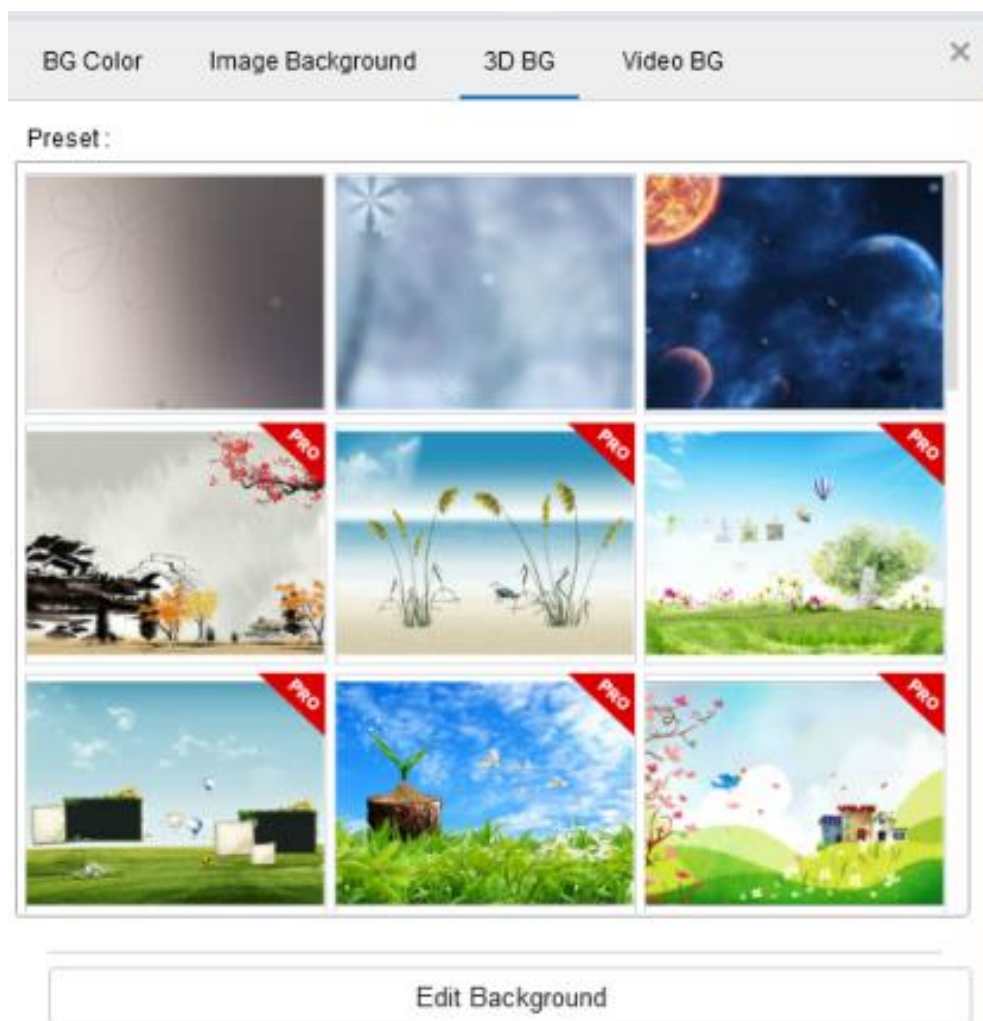 BG Color Image Background 3D BG Video BG ×
Preset :
PRO PRO PRO
PRO PRO PRO
Edit Background